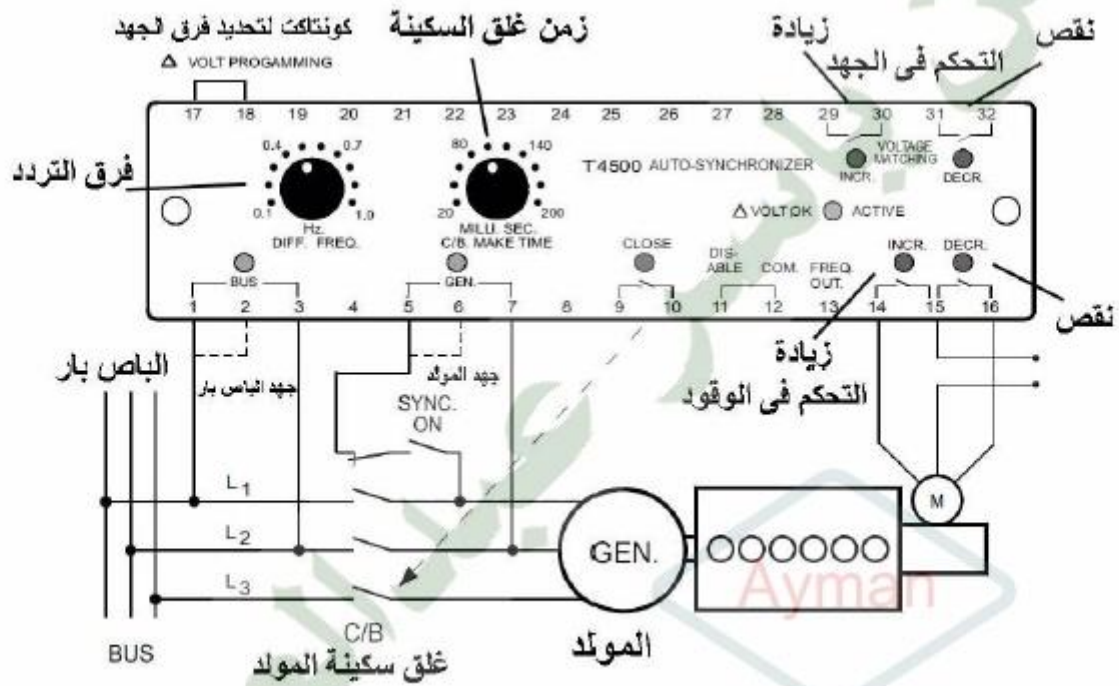 كونتاكت لتحديد فرق الجهد
زمن غلق السكينة
زيادة
نقص
التحكم فى الجهد
Δ VOLT PROGAMMING
17 18 19 20 21 22 23 24 25 26 27 28 29 30 31 32
0.4 0.7
80 140
T4500 AUTO-SYNCHRONIZER
VOLTAGE
MATCHING
INCR. DECR.
فرق التردد
0.1 1.0
20 200
Δ VOLT OK ACTIVE
Hz.
DIFF. FREQ.
MILLI. SEC.
C/B. MAKE TIME
CLOSE
DIS-
ABLE
COM.
FREQ.
OUT.
INCR. DECR.
BUS
GEN.
1 2 3 4 5 6 7 8 9 10 11 12 13 14 15 16
نقص
زيادة
التحكم فى الوقود
الباص بار
جهد الباص بار
جهد المولد
SYNC.
ON
L1
L2
L3
M
GEN.
Ayman
BUS
C/B
غلق سكينة المولد
المولد